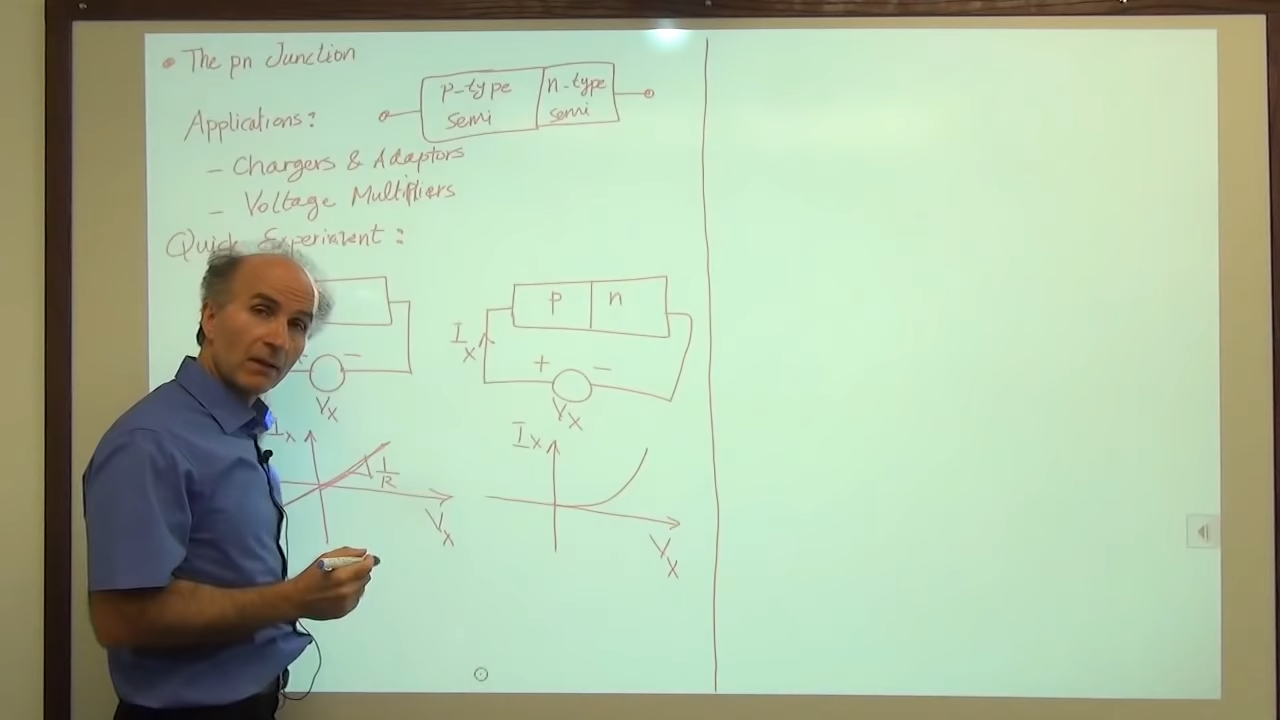 • The pn Junction
p-type semi
n-type semi
Applications:
– Chargers & Adaptors
– Voltage Multipliers
Quick Experiment:
p n
+ –
Vx
Ix
+ –
Vx
Ix
1/R
Vx
Ix
Vx